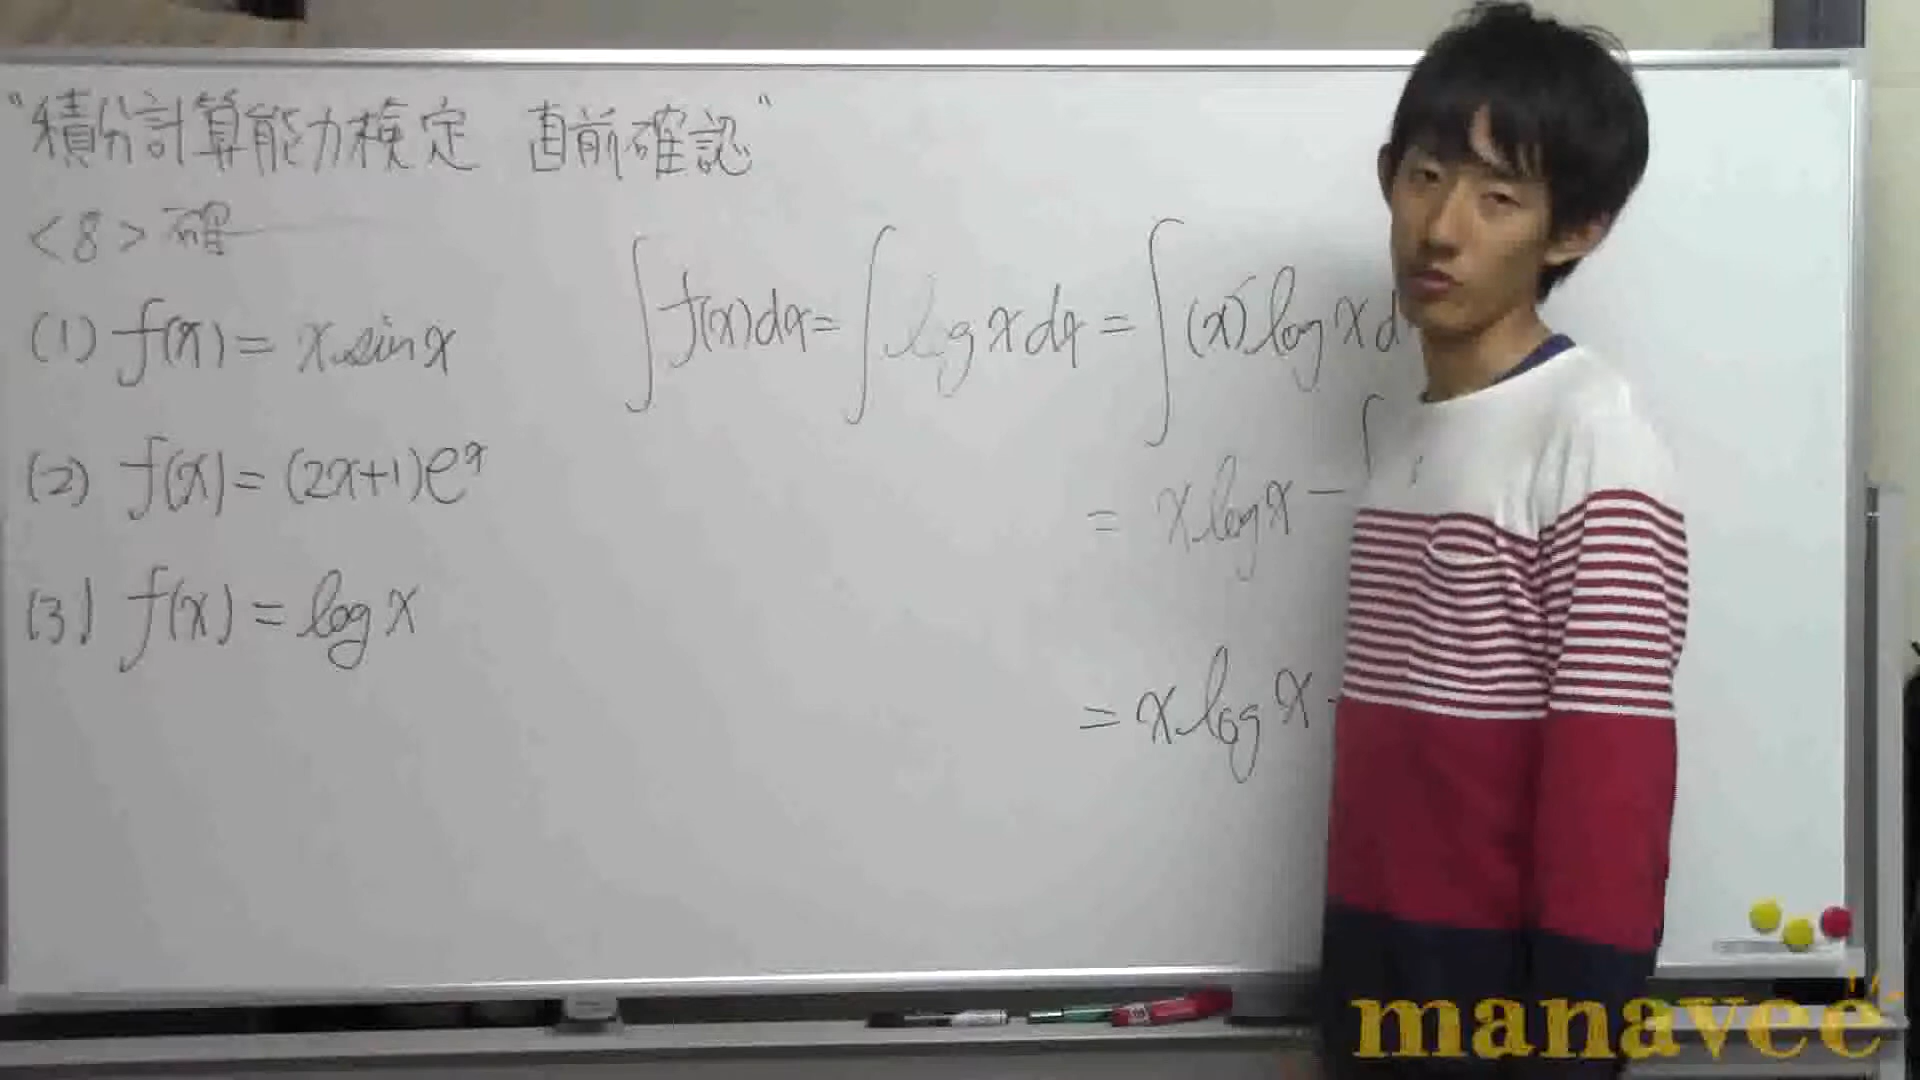 "積分計算能力検定 直前確認"
<8> 確
(1) f(x) = x sin x
(2) f(x) = (2x+1)e^x
(3) f(x) = log x
∫f(x)dx = ∫log x dx = ∫(x)' log x d
= x log x − ∫
= x log x -
manavee